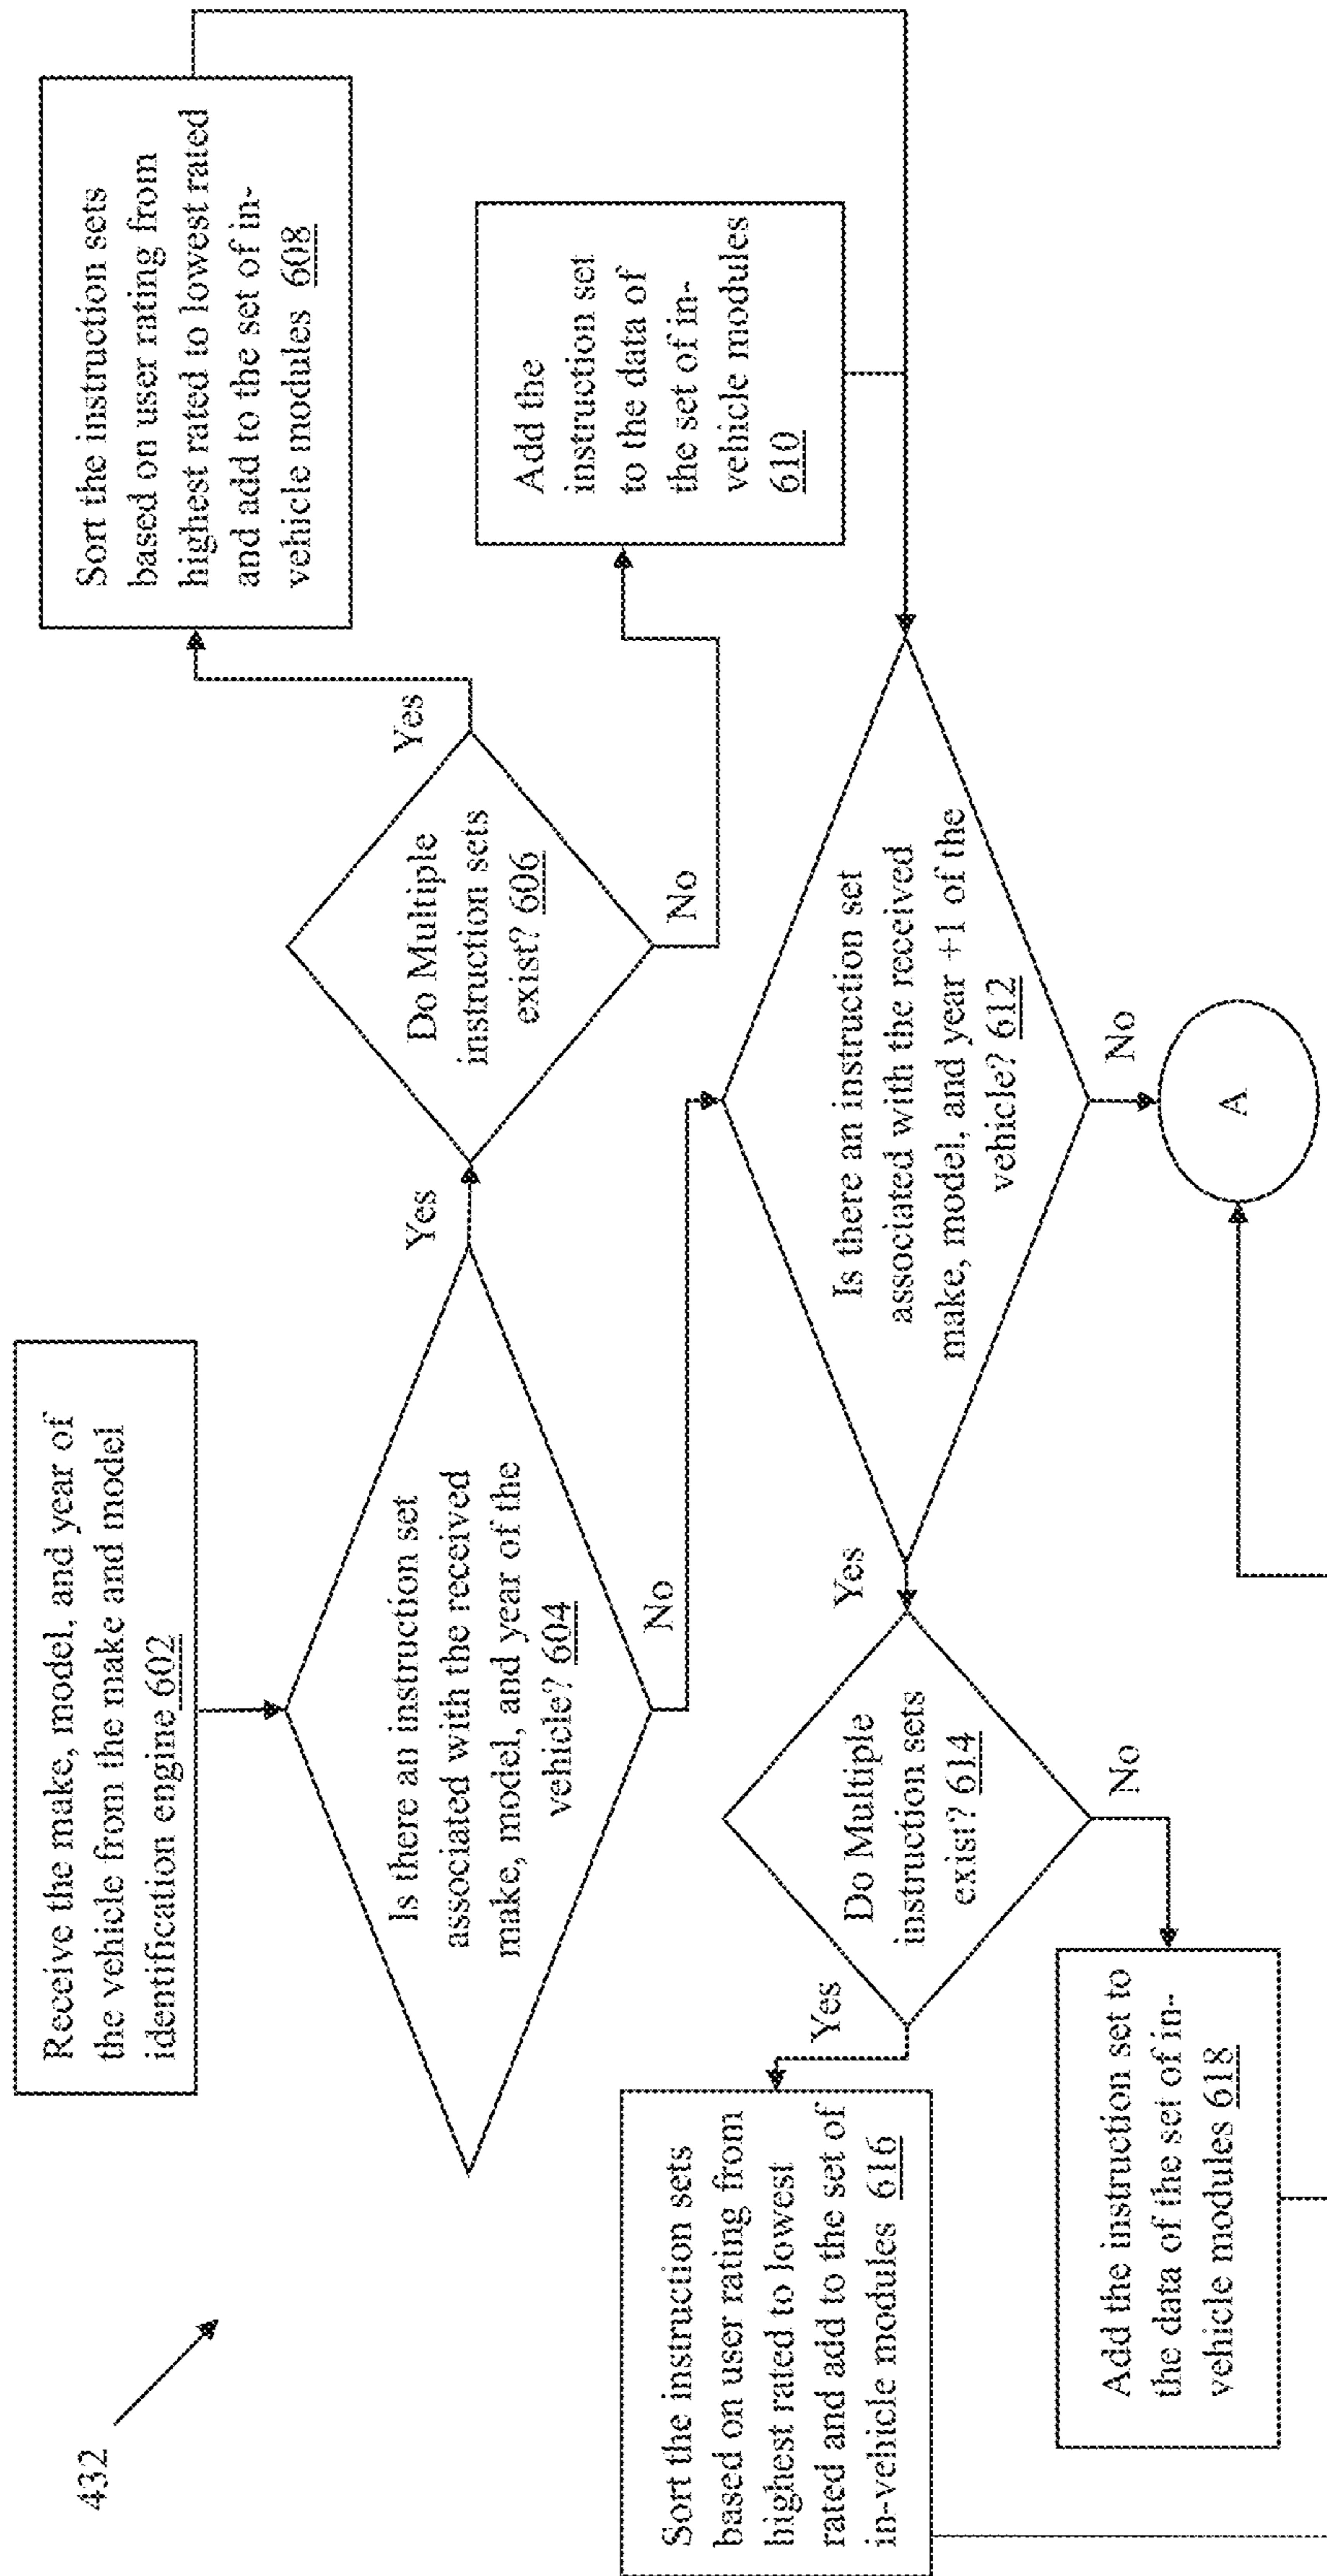 432
Receive the make, model, and year of
the vehicle from the make and model
identification engine 602
Is there an instruction set
associated with the received
make, model, and year of the
vehicle? 604
Yes
No
Do Multiple
instruction sets
exist? 606
Yes
No
Sort the instruction sets
based on user rating from
highest rated to lowest rated
and add to the set of in-
vehicle modules 608
Add the
instruction set
to the data of
the set of in-
vehicle modules
610
Is there an instruction set
associated with the received
make, model, and year +1 of the
vehicle? 612
Yes
No
Do Multiple
instruction sets
exist? 614
Yes
No
Sort the instruction sets
based on user rating from
highest rated to lowest
rated and add to the set of
in-vehicle modules 616
Add the instruction set to
the data of the set of in-
vehicle modules 618
A